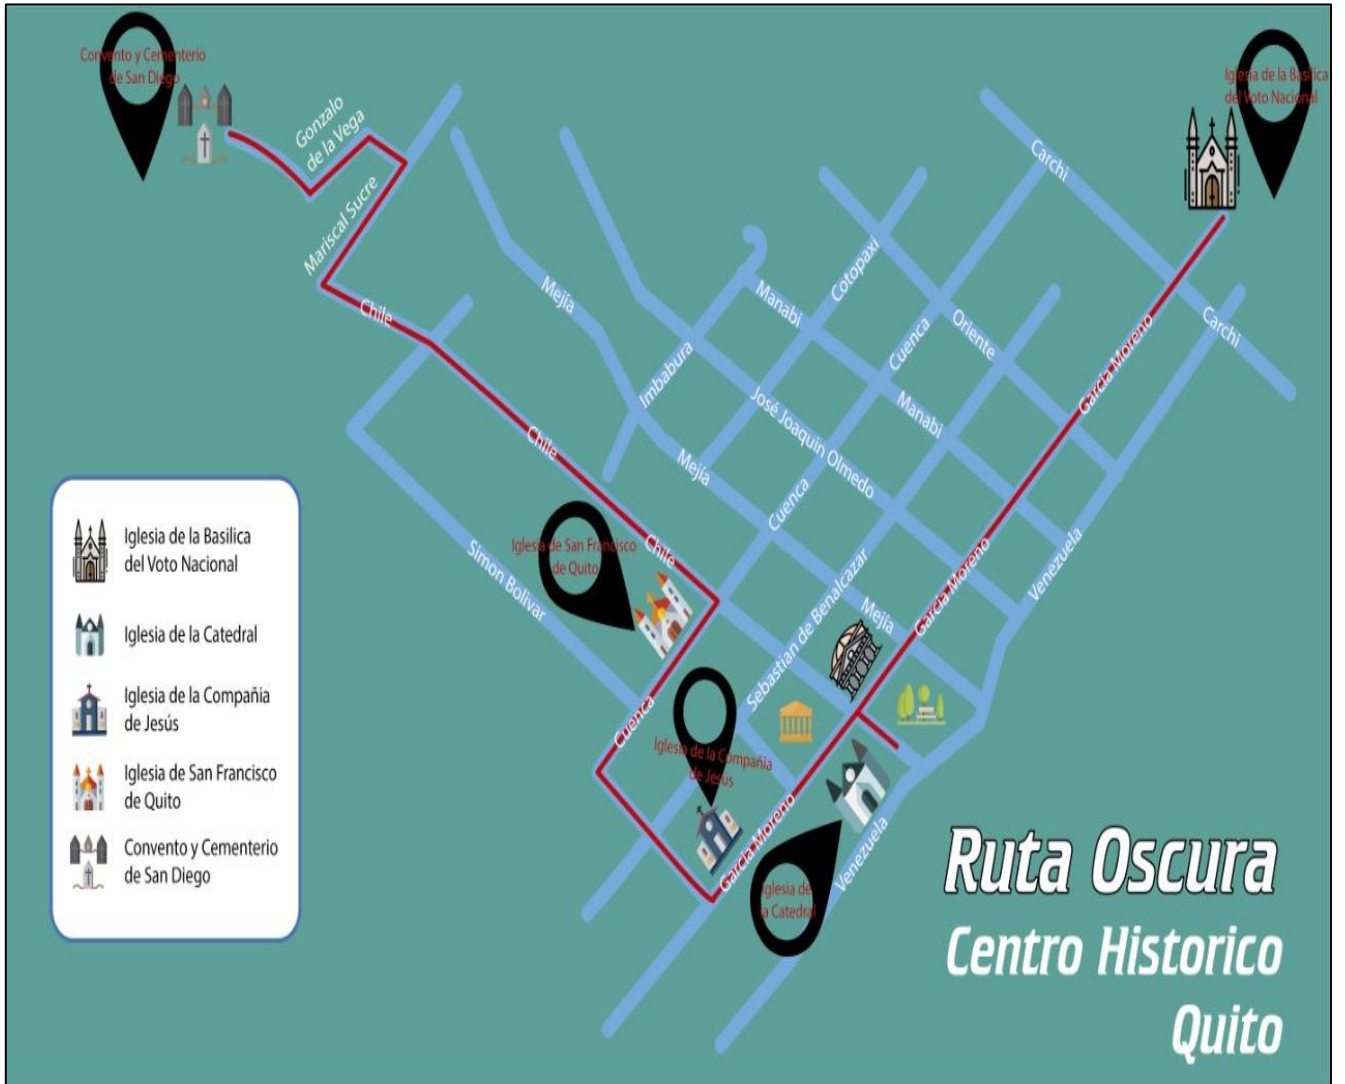 Convento y Cementerio
de San Diego
Iglesia de la Basilica
del Voto Nacional
Gonzalo
de la Vega
Mariscal Sucre
Carchi
Carchi
Chile
Mejía
Manabi
Cotopaxi
Oriente
Cuenca
Imbabura
García Moreno
José Joaquin Olmedo
Manabi
Chile
Mejía
Cuenca
Iglesia de San Francisco
de Quito
Chile
Simon Bolivar
Sebastian de Benalcazar
Mejía
García Moreno
Venezuela
Cuenca
Iglesia de la Compañia
de Jesus
García Moreno
Venezuela
Iglesia de
la Catedral
Iglesia de la Basilica
del Voto Nacional
Iglesia de la Catedral
Iglesia de la Compañia
de Jesús
Iglesia de San Francisco
de Quito
Convento y Cementerio
de San Diego
Ruta Oscura
Centro Historico
Quito